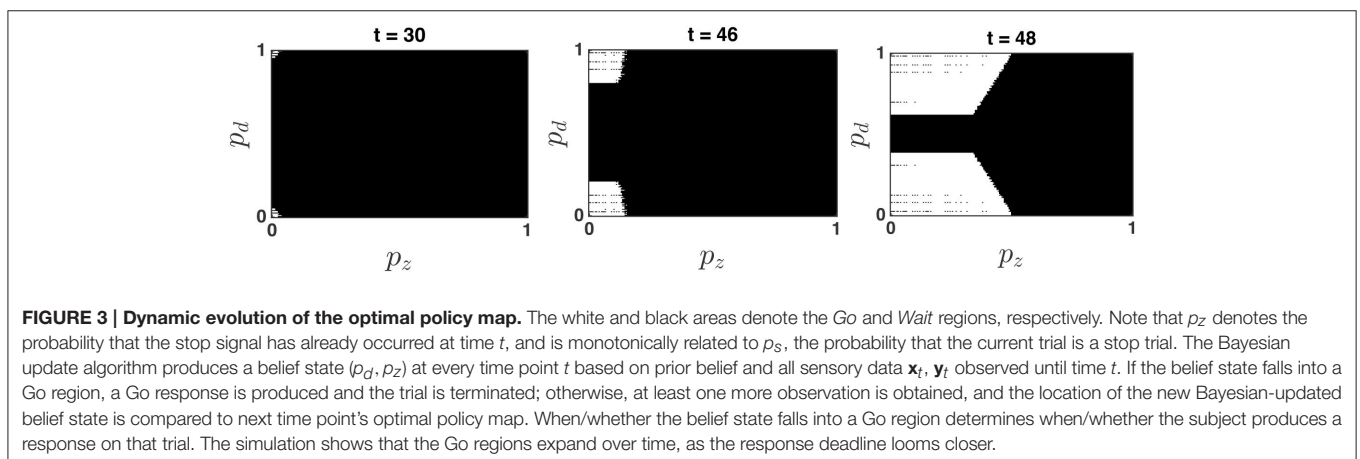 t = 30
t = 46
t = 48
1
1
1
p_d
p_d
p_d
0
0
0
0
1
0
1
0
1
p_z
p_z
p_z
FIGURE 3 | Dynamic evolution of the optimal policy map. The white and black areas denote the Go and Wait regions, respectively. Note that p_z denotes the
probability that the stop signal has already occurred at time t, and is monotonically related to p_s, the probability that the current trial is a stop trial. The Bayesian
update algorithm produces a belief state (p_d, p_z) at every time point t based on prior belief and all sensory data x_t, y_t observed until time t. If the belief state falls into a
Go region, a Go response is produced and the trial is terminated; otherwise, at least one more observation is obtained, and the location of the new Bayesian-updated
belief state is compared to next time point's optimal policy map. When/whether the belief state falls into a Go region determines when/whether the subject produces a
response on that trial. The simulation shows that the Go regions expand over time, as the response deadline looms closer.